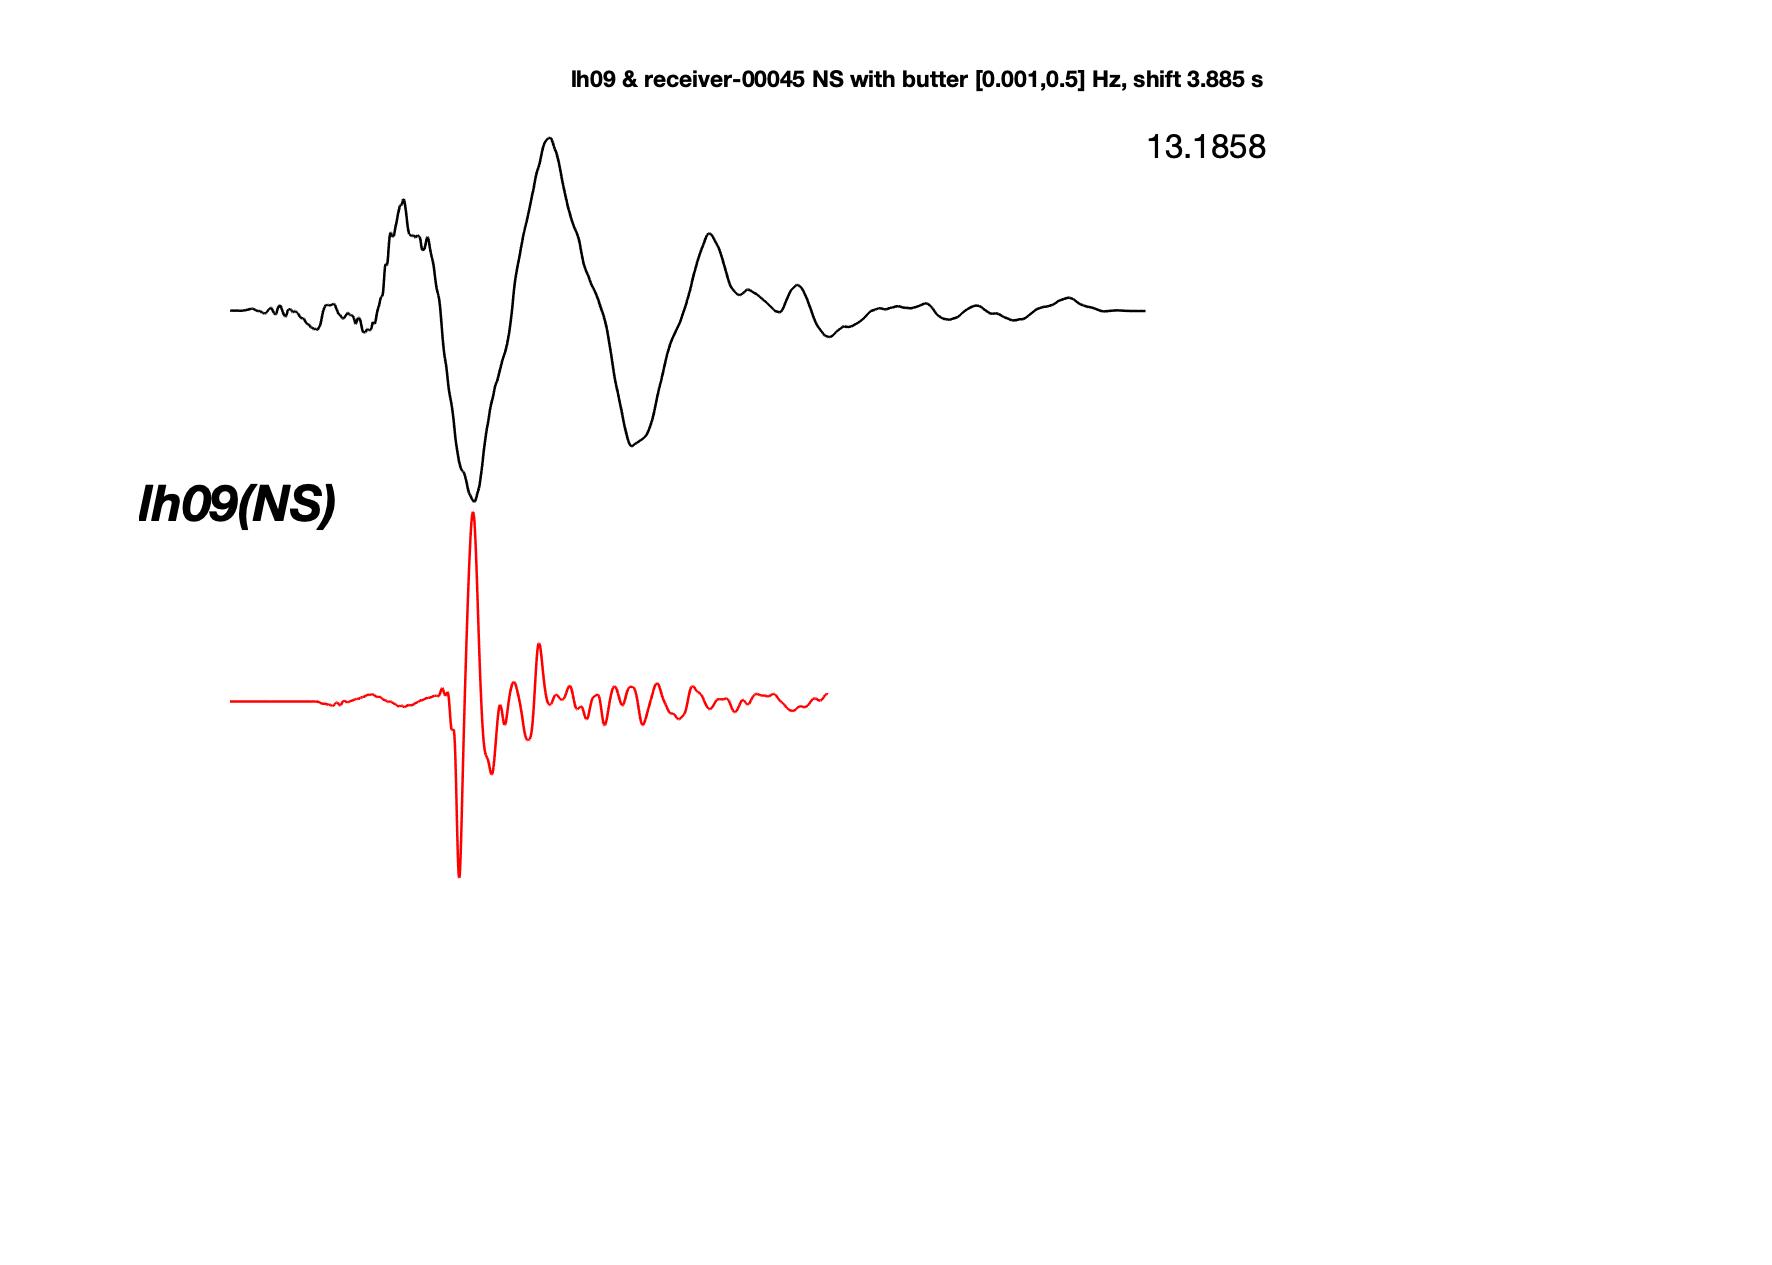 lh09 & receiver-00045 NS with butter [0.001,0.5] Hz, shift 3.885 s
13.1858
lh09(NS)